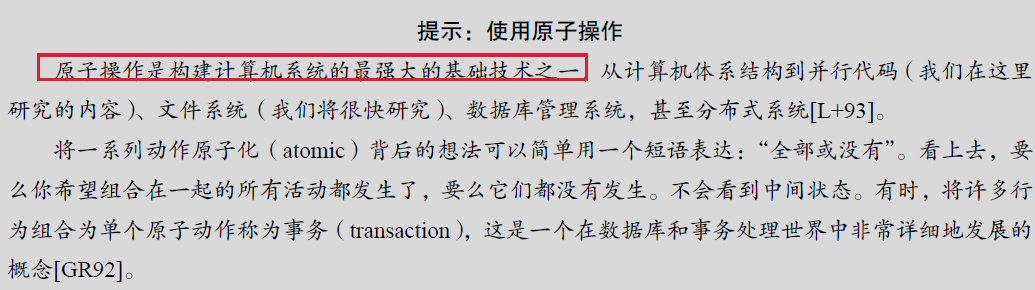 提示：使用原子操作
原子操作是构建计算机系统的最强大的基础技术之一，从计算机体系结构到并行代码（我们在这里
研究的内容）、文件系统（我们将很快研究）、数据库管理系统，甚至分布式系统[L+93]。
将一系列动作原子化（atomic）背后的想法可以简单用一个短语表达：“全部或没有”。看上去，要
么你希望组合在一起的所有活动都发生了，要么它们都没有发生。不会看到中间状态。有时，将许多行
为组合为单个原子动作称为事务（transaction），这是一个在数据库和事务处理世界中非常详细地发展的
概念[GR92]。